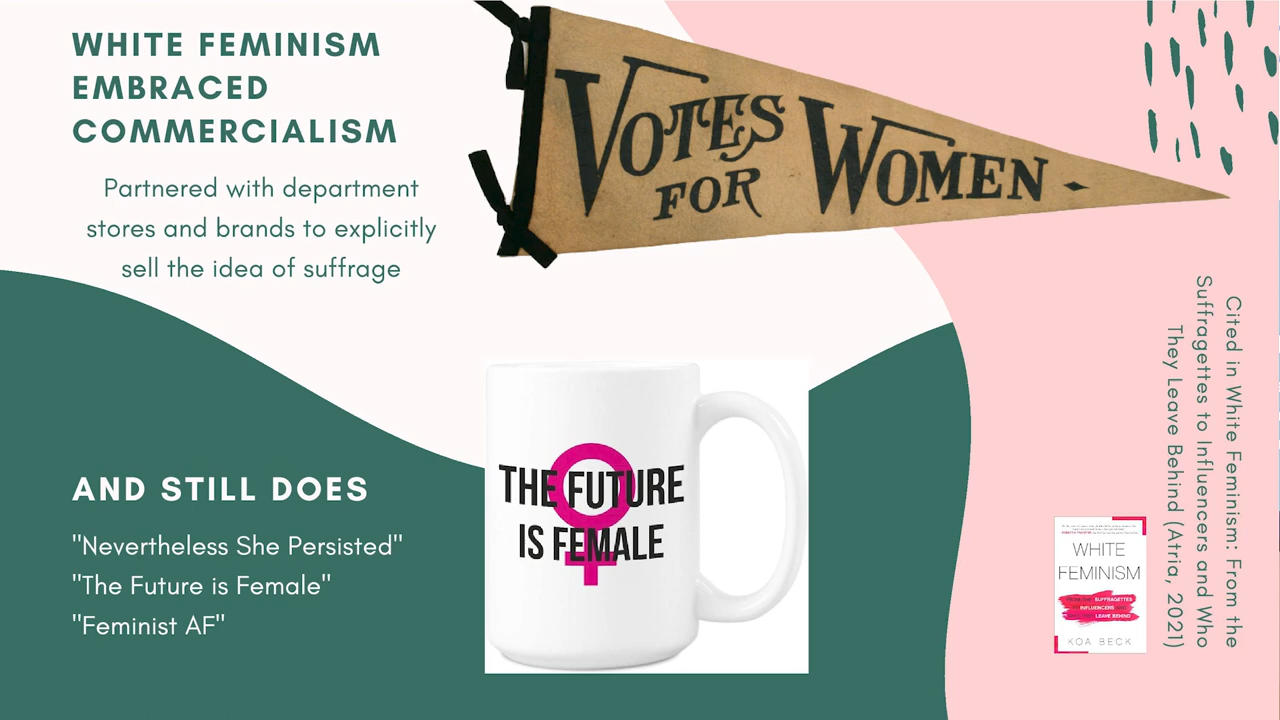 WHITE FEMINISM
EMBRACED
COMMERCIALISM
Partnered with department
stores and brands to explicitly
sell the idea of suffrage
VOTES
FOR
WOMEN
AND STILL DOES
"Nevertheless She Persisted"
"The Future is Female"
"Feminist AF"
THE FUTURE
IS FEMALE
Cited in White Feminism: From the
Suffragettes to Influencers and Who
They Leave Behind (Atria, 2021)
WHITE
FEMINISM
SUFFRAGETTES
INFLUENCERS
LEAVE BEHIND
KOA BECK